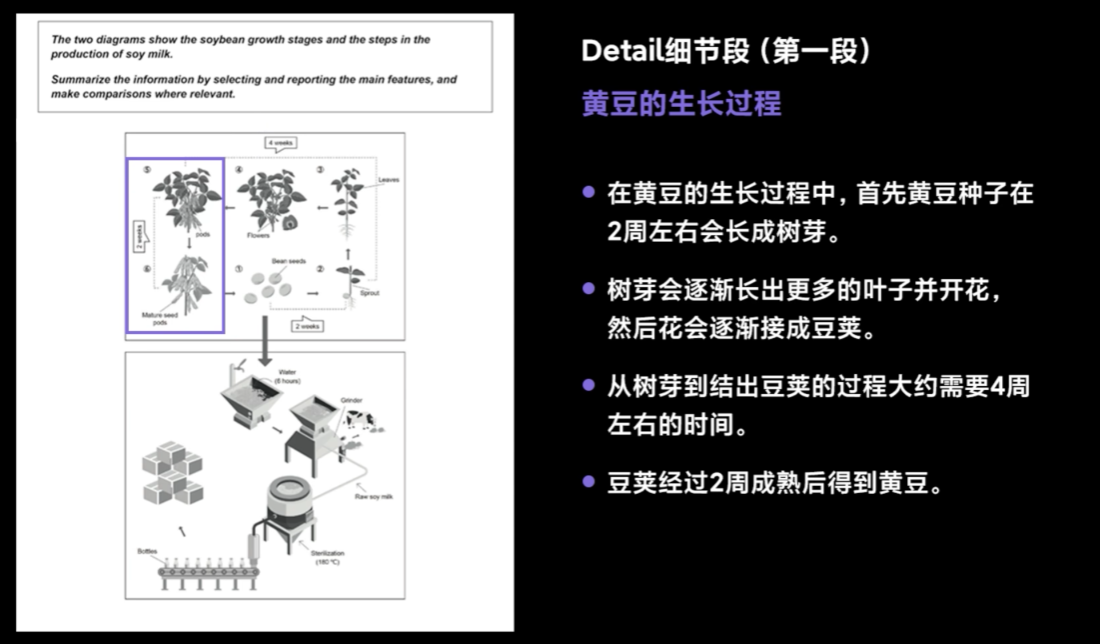 The two diagrams show the soybean growth stages and the steps in the
production of soy milk.
Summarize the information by selecting and reporting the main features, and
make comparisons where relevant.
4 weeks
⑤
④
③
Leaves
pods
Flowers
2 weeks
⑥
①
Bean seeds
②
Sprout
Mature seed
pods
2 weeks
Water
(6 hours)
Grinder
Raw soy milk
Sterilization
(180 ℃)
Bottles
Detail细节段（第一段）
黄豆的生长过程
在黄豆的生长过程中，首先黄豆种子在
2周左右会长成树芽。
树芽会逐渐长出更多的叶子并开花，
然后花会逐渐接成豆荚。
从树芽到结出豆荚的过程大约需要4周
左右的时间。
豆荚经过2周成熟后得到黄豆。